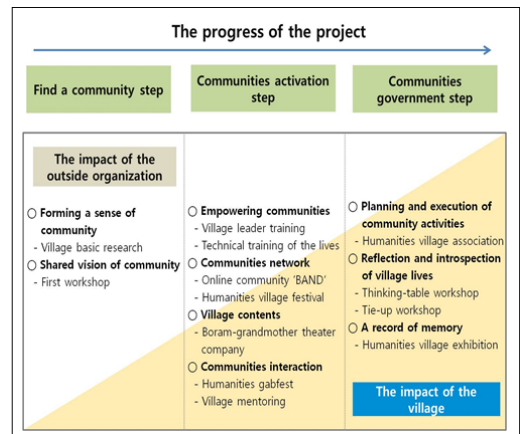 The progress of the project
Find a community step
Communities activation
step
Communities
government step
The impact of the
outside organization
○ Forming a sense of
community
- Village basic research
○ Shared vision of community
- First workshop
○ Empowering communities
- Village leader training
- Technical training of the lives
○ Communities network
- Online community 'BAND'
- Humanities village festival
○ Village contents
- Boram-grandmother theater
company
○ Communities interaction
- Humanities gabfest
- Village mentoring
○ Planning and execution of
community activities
- Humanities village association
○ Reflection and introspection
of village lives
- Thinking-table workshop
- Tie-up workshop
○ A record of memory
- Humanities village exhibition
The impact of the
village